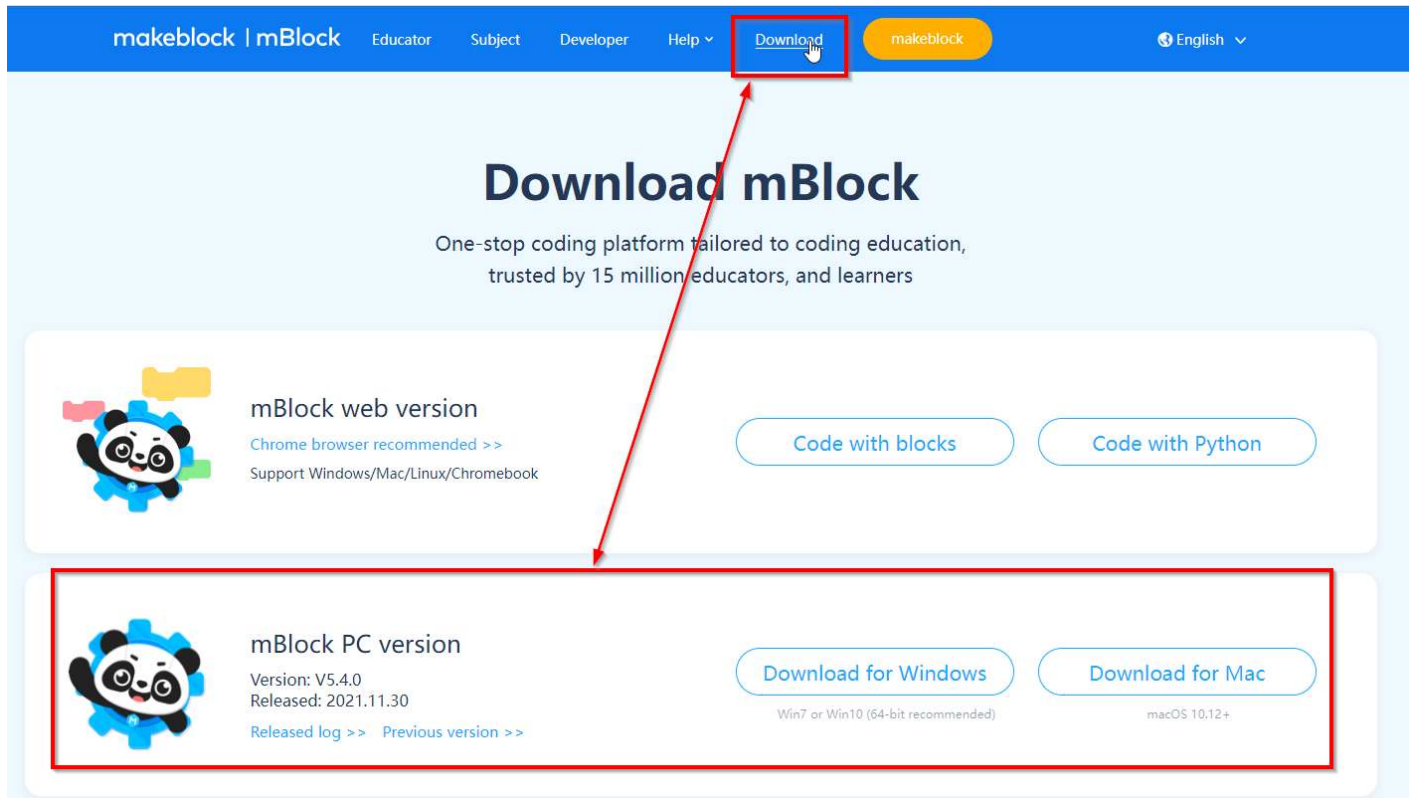 makeblock | mBlock Educator Subject Developer Help Download makeblock English
Download mBlock
One-stop coding platform tailored to coding education,
trusted by 15 million educators, and learners
mBlock web version
Chrome browser recommended >>
Support Windows/Mac/Linux/Chromebook
Code with blocks Code with Python
mBlock PC version
Version: V5.4.0
Released: 2021.11.30
Released log >> Previous version >>
Download for Windows Download for Mac
Win7 or Win10 (64-bit recommended) macOS 10.12+